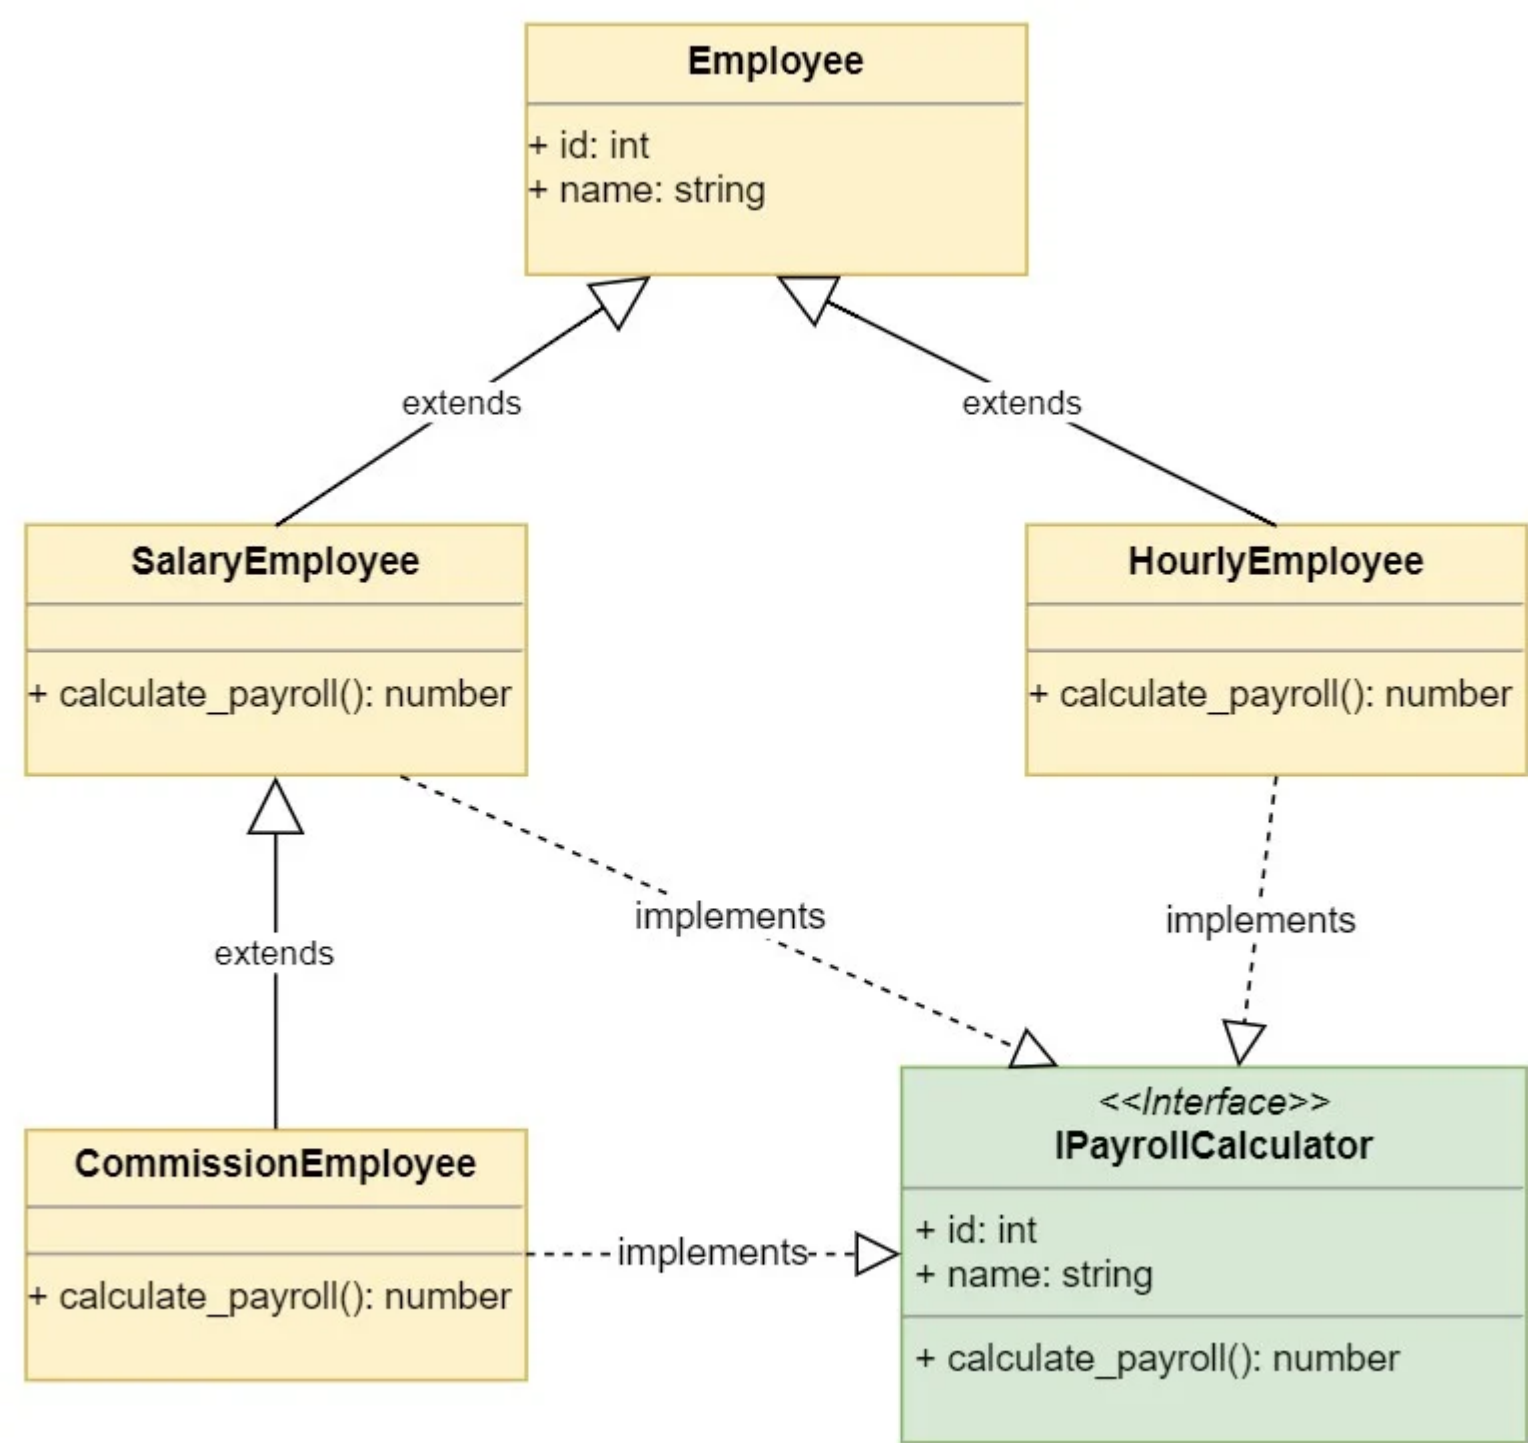 Employee
+ id: int
+ name: string
extends
extends
SalaryEmployee
+ calculate_payroll(): number
HourlyEmployee
+ calculate_payroll(): number
implements
implements
extends
CommissionEmployee
+ calculate_payroll(): number
implements
<<Interface>>
IPayrollCalculator
+ id: int
+ name: string
+ calculate_payroll(): number